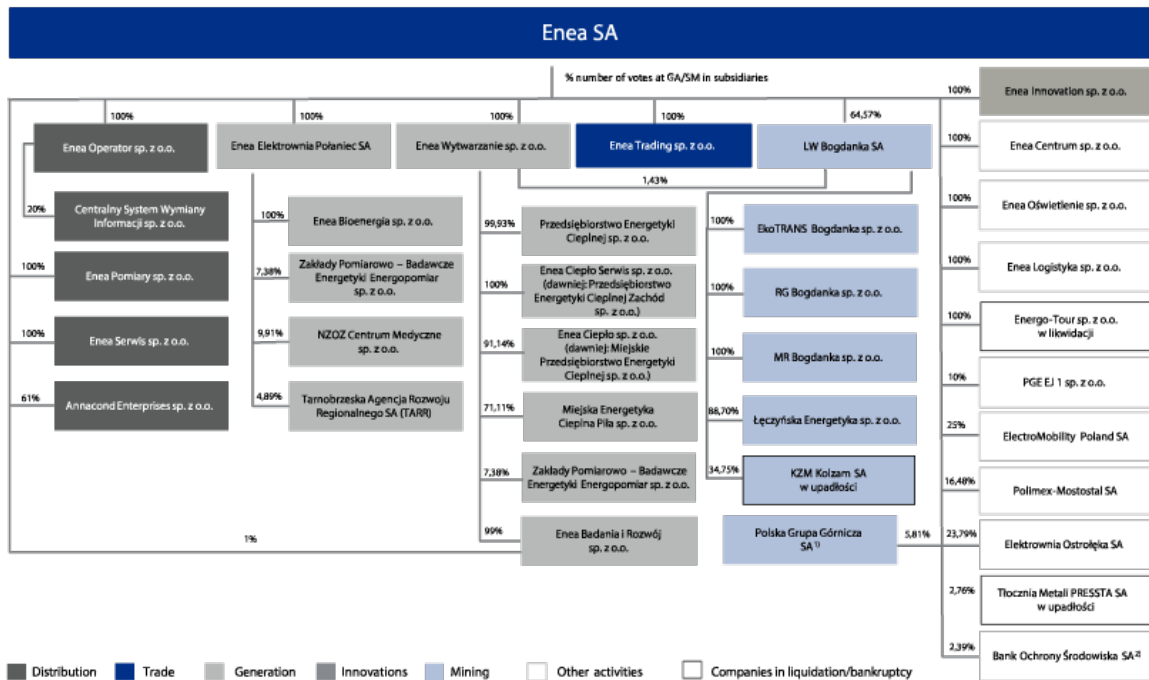 Enea SA
% number of votes at GA/SM in subsidiaries
100%
Enea Operator sp. z o.o.
20%
Centralny System Wymiany
Informacji sp. z o.o.
100%
Enea Pomiary sp. z o.o.
100%
Enea Serwis sp. z o.o.
61%
Annacond Enterprises sp. z o.o.
1%
100%
Enea Elektrownia Połaniec SA
100%
Enea Bioenergia sp. z o.o.
7,38%
Zakłady Pomiarowo – Badawcze
Energetyki Energopomiar
sp. z o.o.
9,91%
NZOZ Centrum Medyczne
sp. z o.o.
4,89%
Tarnobrzeska Agencja Rozwoju
Regionalnego SA (TARR)
100%
Enea Wytwarzanie sp. z o.o.
99,93%
Przedsiębiorstwo Energetyki
Cieplnej sp. z o.o.
100%
Enea Ciepło Serwis sp. z o.o.
(dawniej: Przedsiębiorstwo
Energetyki Cieplnej Zachód
sp. z o.o.)
91,14%
Enea Ciepło sp. z o.o.
(dawniej: Miejskie
Przedsiębiorstwo Energetyki
Cieplnej sp. z o.o.)
71,11%
Miejska Energetyka
Cieplna Piła sp. z o.o.
7,38%
Zakłady Pomiarowo – Badawcze
Energetyki Energopomiar sp. z o.o.
99%
Enea Badania i Rozwój
sp. z o.o.
100%
Enea Trading sp. z o.o.
64,57%
LW Bogdanka SA
1,43%
100%
EkoTRANS Bogdanka sp. z o.o.
100%
RG Bogdanka sp. z o.o.
100%
MR Bogdanka sp. z o.o.
88,70%
Łęczyńska Energetyka sp. z o.o.
34,75%
KZM Kolzam SA
w upadłości
Polska Grupa Górnicza
SA¹⁾
5,81%
100%
Enea Innovation sp. z o.o.
100%
Enea Centrum sp. z o.o.
100%
Enea Oświetlenie sp. z o.o.
100%
Enea Logistyka sp. z o.o.
100%
Energo-Tour sp. z o.o.
w likwidacji
10%
PGE EJ 1 sp. z o.o.
25%
ElectroMobility Poland SA
16,48%
Polimex-Mostostal SA
23,79%
Elektrownia Ostrołęka SA
2,76%
Tłocznia Metali PRESSTA SA
w upadłości
2,39%
Bank Ochrony Środowiska SA²⁾
Distribution
Trade
Generation
Innovations
Mining
Other activities
Companies in liquidation/bankruptcy